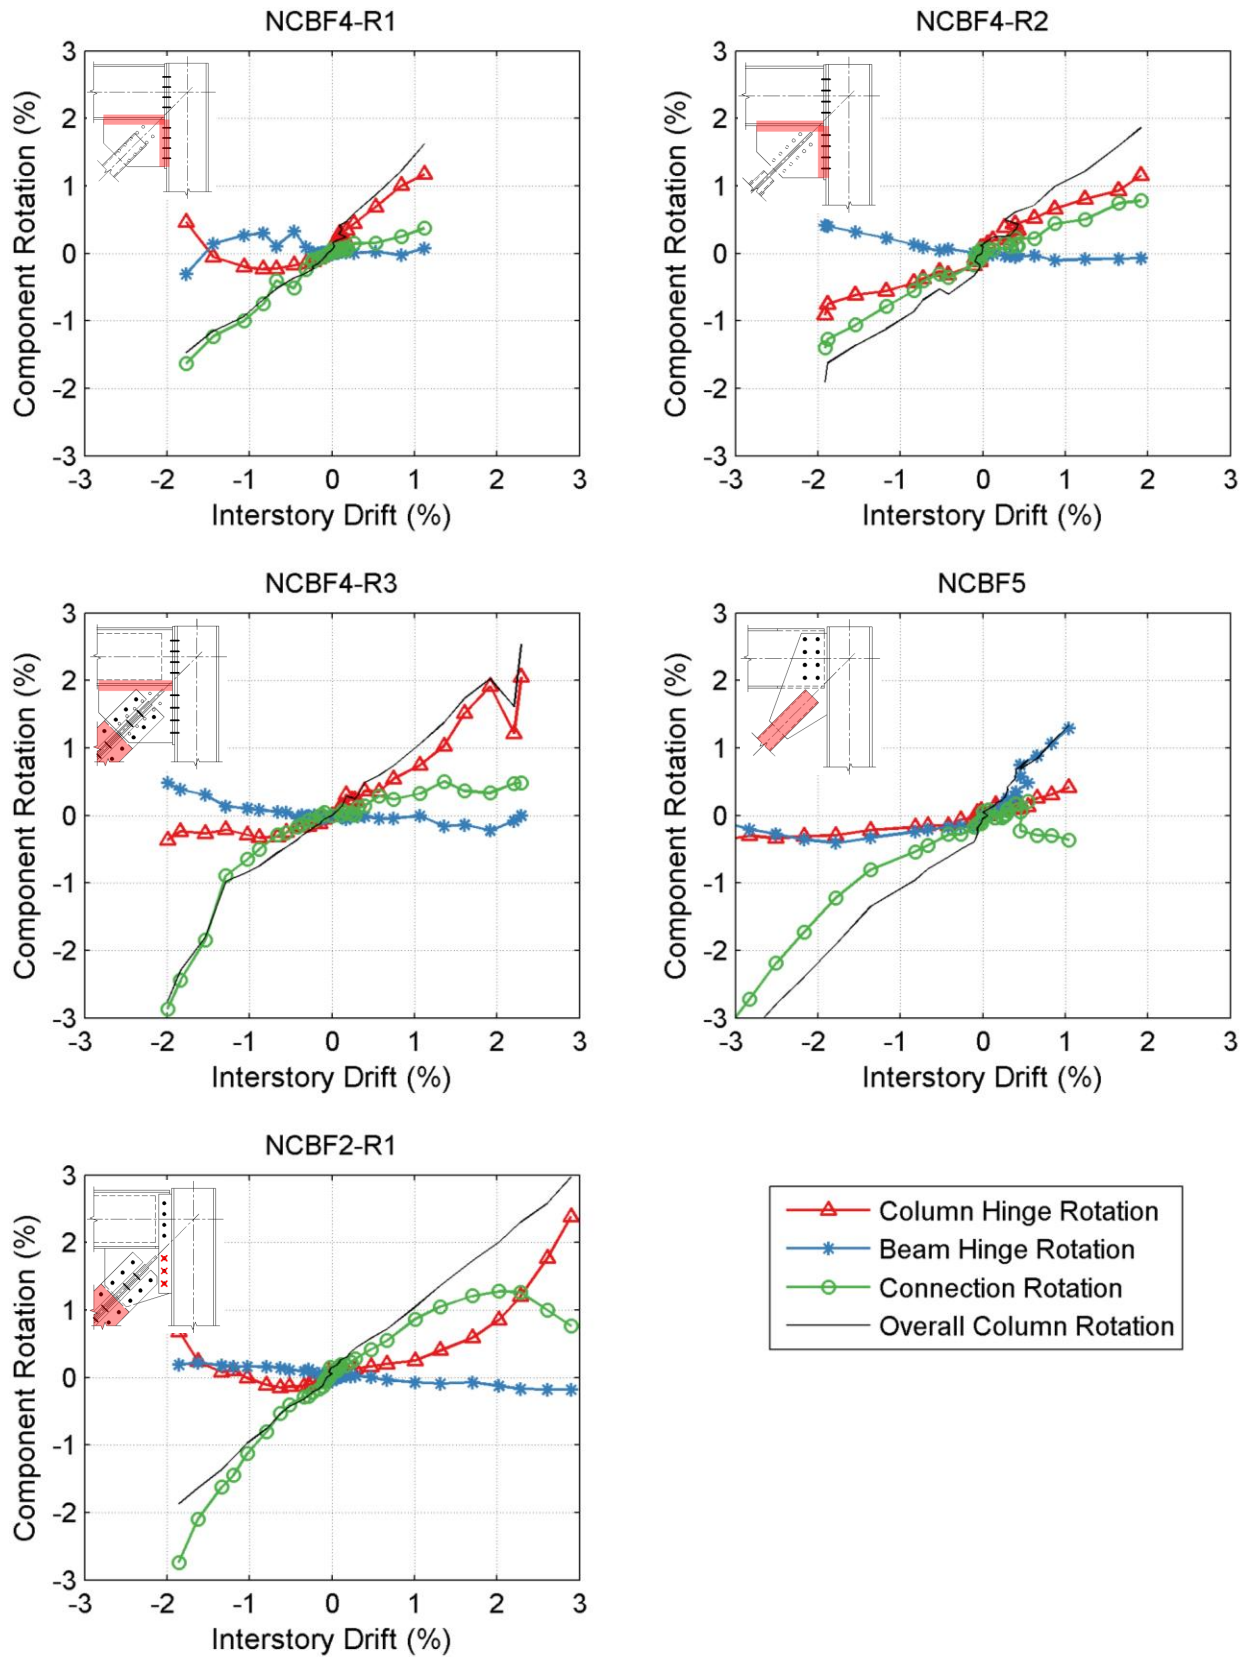 NCBF4-R1
3
2
1
0
-1
-2
-3
-3 -2 -1 0 1 2 3
Component Rotation (%)
Interstory Drift (%)
NCBF4-R2
3
2
1
0
-1
-2
-3
-3 -2 -1 0 1 2 3
Component Rotation (%)
Interstory Drift (%)
NCBF4-R3
3
2
1
0
-1
-2
-3
-3 -2 -1 0 1 2 3
Component Rotation (%)
Interstory Drift (%)
NCBF5
3
2
1
0
-1
-2
-3
-3 -2 -1 0 1 2 3
Component Rotation (%)
Interstory Drift (%)
NCBF2-R1
3
2
1
0
-1
-2
-3
-3 -2 -1 0 1 2 3
Component Rotation (%)
Interstory Drift (%)
Column Hinge Rotation
Beam Hinge Rotation
Connection Rotation
Overall Column Rotation